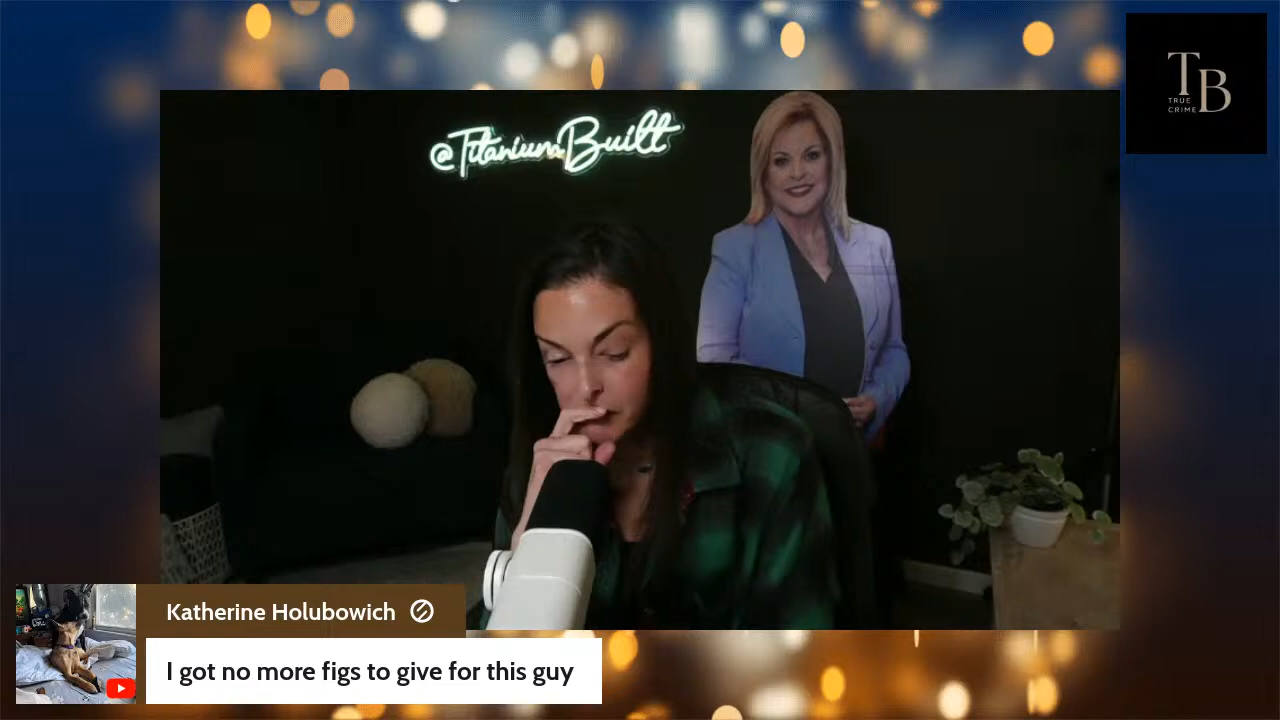 @TitaniumBuilt
TB
TRUE
CRIME
Katherine Holubowich
I got no more figs to give for this guy